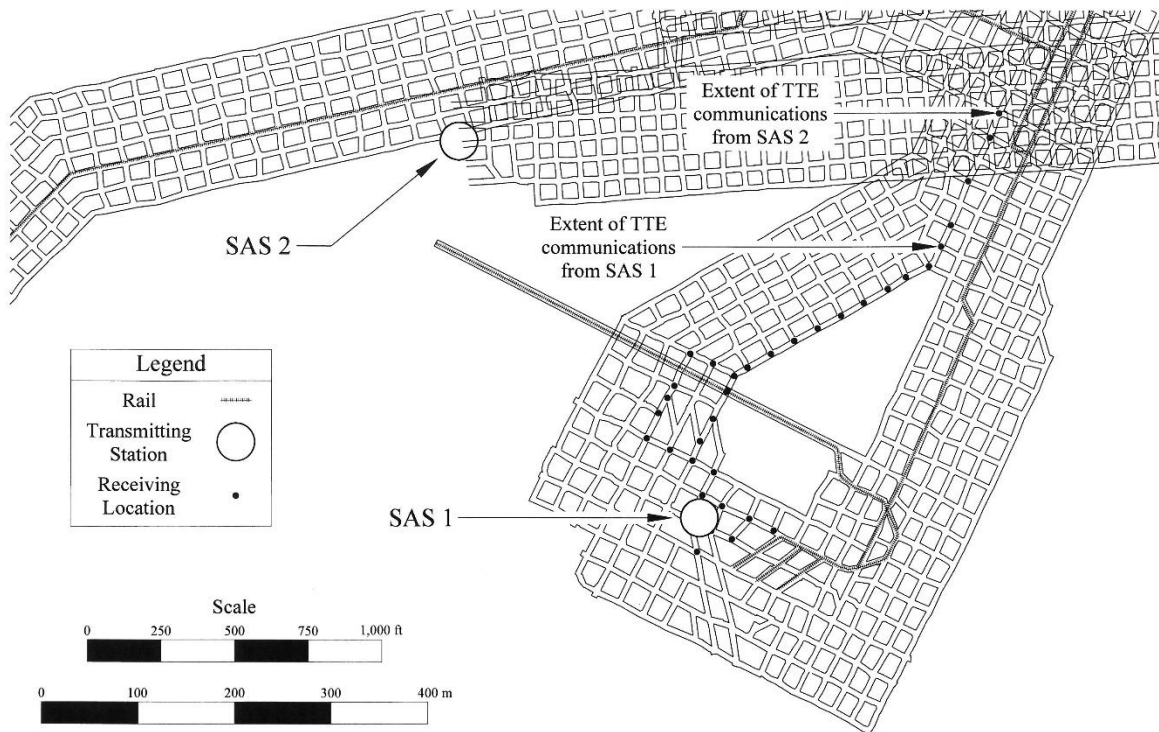 Extent of TTE
communications
from SAS 2
SAS 2
Extent of TTE
communications
from SAS 1
Legend
Rail
Transmitting
Station
Receiving
Location
SAS 1
Scale
0 250 500 750 1,000 ft
0 100 200 300 400 m